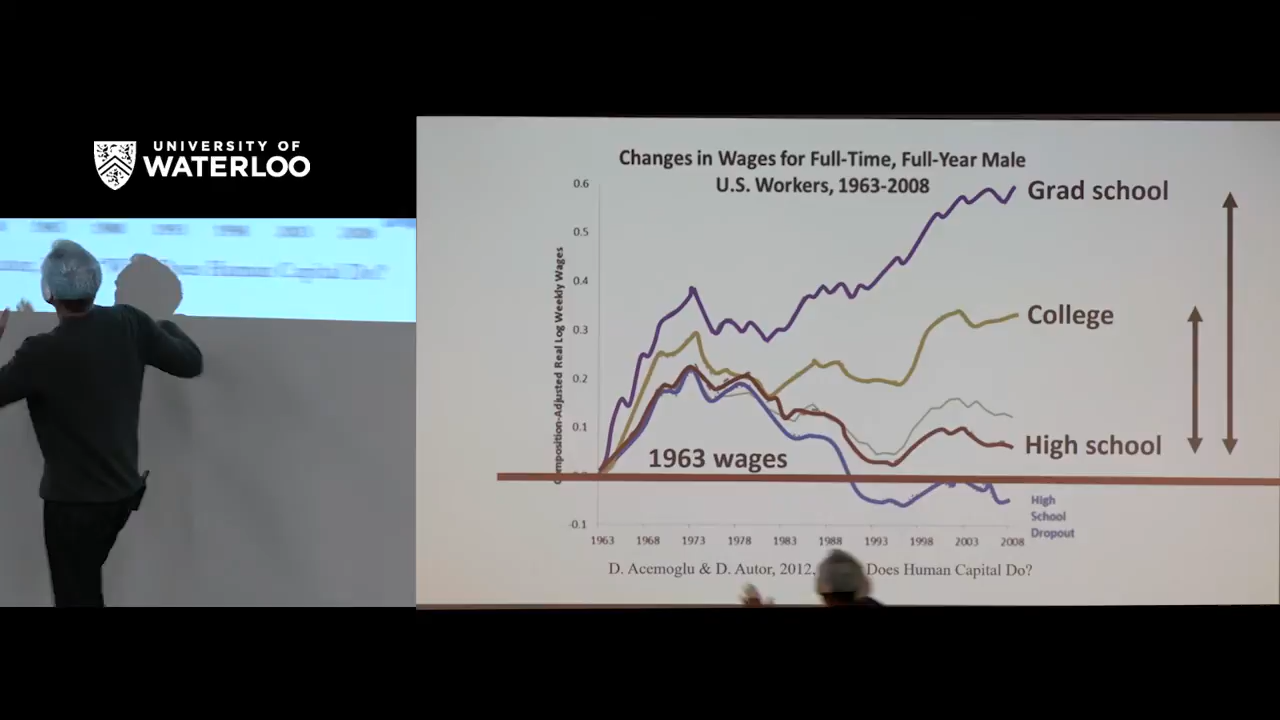 UNIVERSITY OF
WATERLOO
Changes in Wages for Full-Time, Full-Year Male
U.S. Workers, 1963-2008
Composition-Adjusted Real Log Weekly Wages
0.6
0.5
0.4
0.3
0.2
0.1
-0.1
Grad school
College
High school
1963 wages
High
School
Dropout
1963 1968 1973 1978 1983 1988 1993 1998 2003 2008
D. Acemoglu & D. Autor, 2012. Does Human Capital Do?
Human Capital Do?